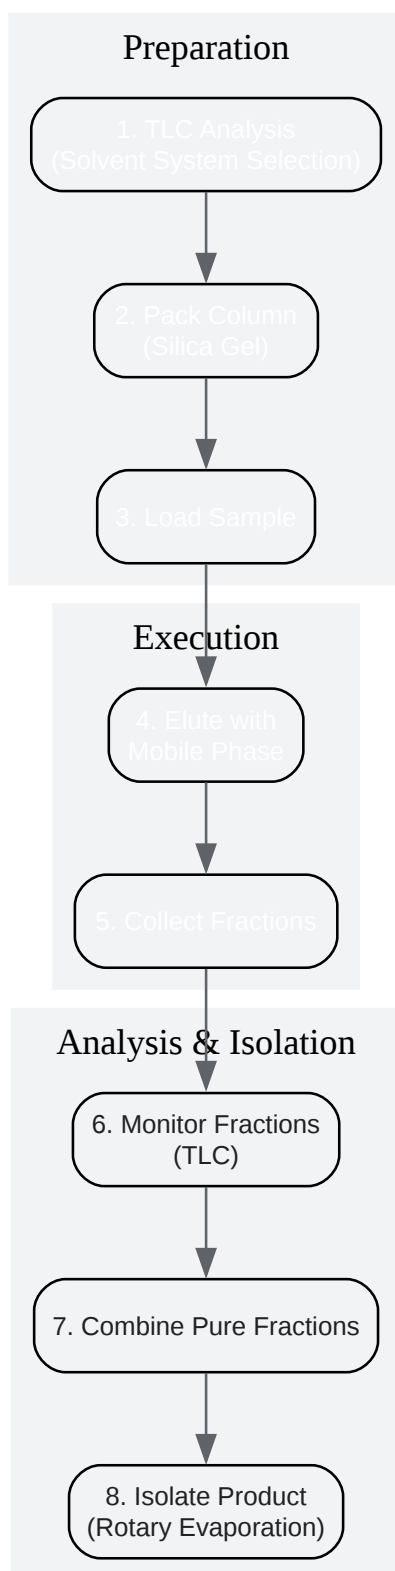 Preparation
1. TLC Analysis
(Solvent System Selection)
2. Pack Column
(Silica Gel)
3. Load Sample
Execution
4. Elute with
Mobile Phase
5. Collect Fractions
Analysis & Isolation
6. Monitor Fractions
(TLC)
7. Combine Pure Fractions
8. Isolate Product
(Rotary Evaporation)